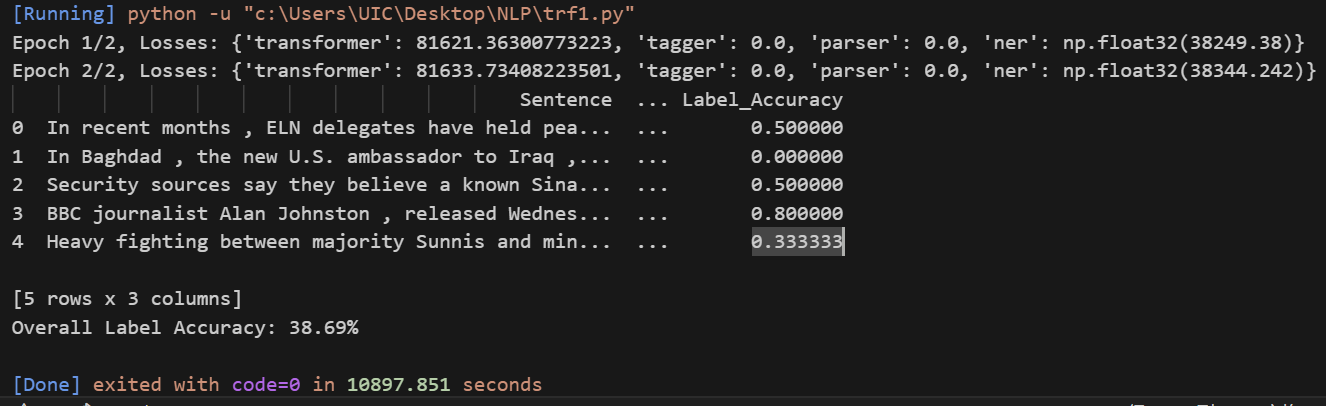 [Running] python -u "c:\Users\UIC\Desktop\NLP\trf1.py"
Epoch 1/2, Losses: {'transformer': 81621.36300773223, 'tagger': 0.0, 'parser': 0.0, 'ner': np.float32(38249.38)}
Epoch 2/2, Losses: {'transformer': 81633.73408223501, 'tagger': 0.0, 'parser': 0.0, 'ner': np.float32(38344.242)}
Sentence ... Label_Accuracy
0 In recent months , ELN delegates have held pea... ... 0.500000
1 In Baghdad , the new U.S. ambassador to Iraq ,... ... 0.000000
2 Security sources say they believe a known Sina... ... 0.500000
3 BBC journalist Alan Johnston , released Wednes... ... 0.800000
4 Heavy fighting between majority Sunnis and min... ... 0.333333
[5 rows x 3 columns]
Overall Label Accuracy: 38.69%
[Done] exited with code=0 in 10897.851 seconds